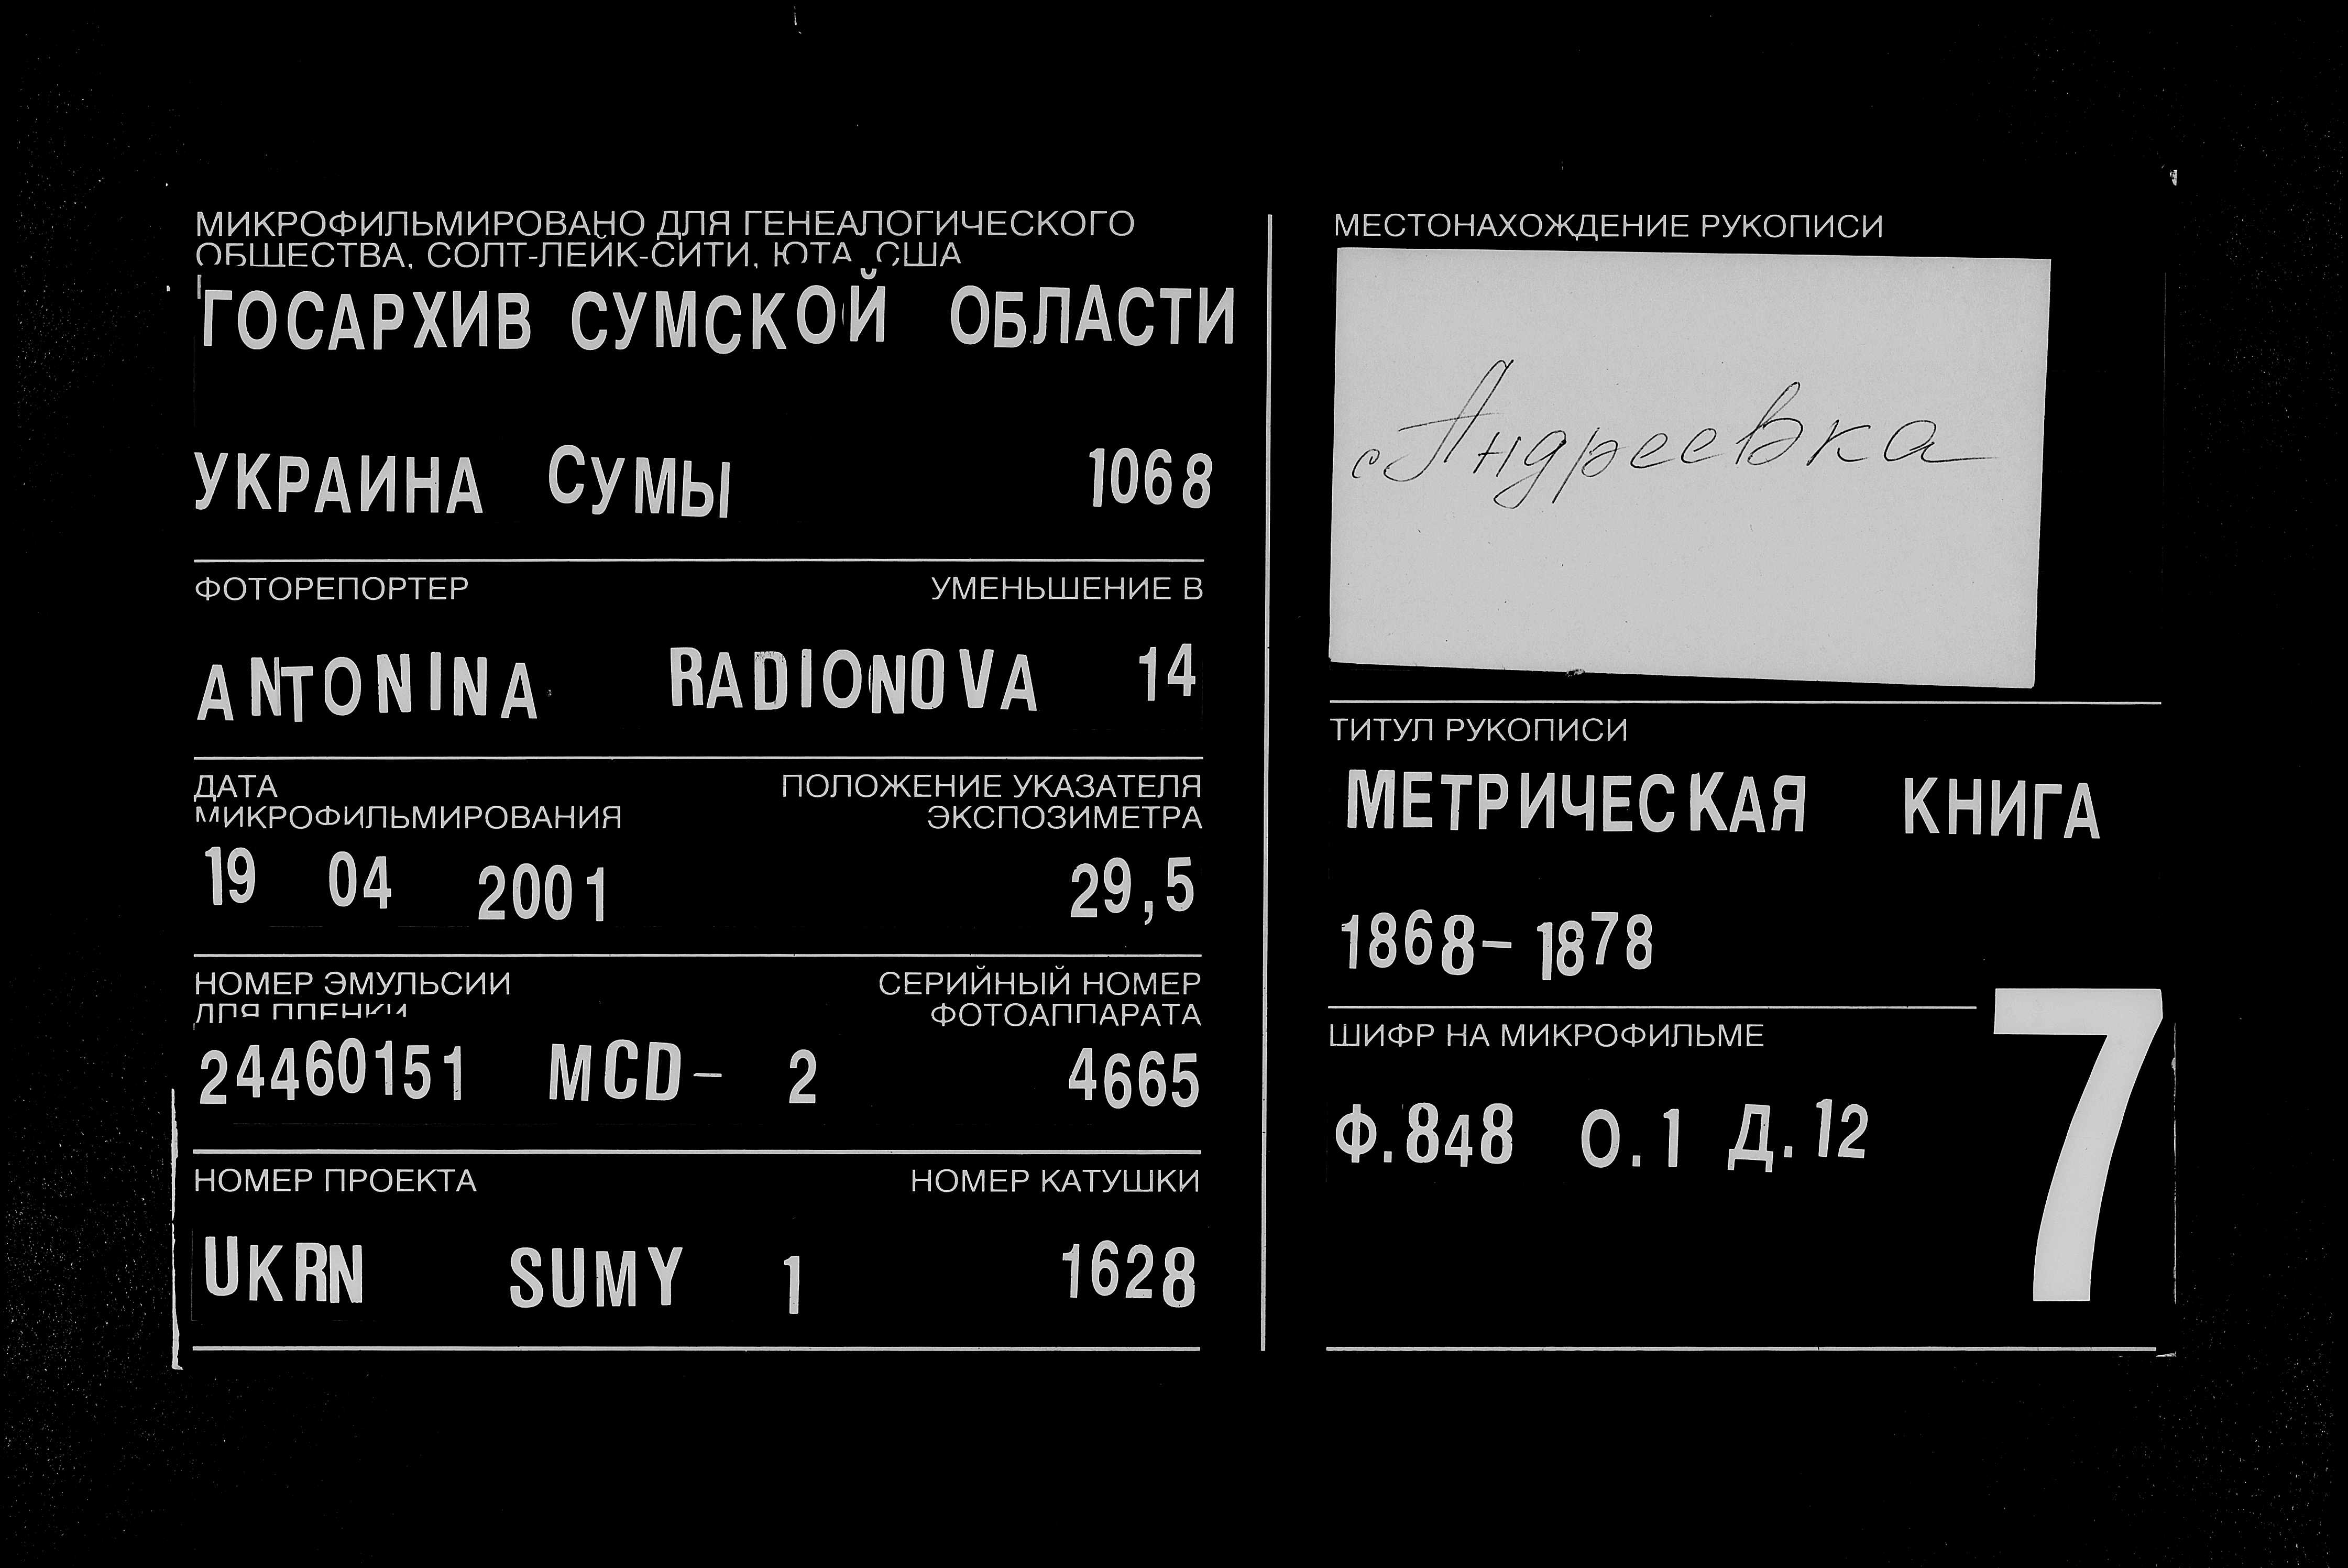 МИКРОФИЛЬМИРОВАНО ДЛЯ ГЕНЕАЛОГИЧЕСКОГО
ОБЩЕСТВА, СОЛТ-ЛЕЙК-СИТИ, ЮТА, США
ГОСАРХИВ СУМСКОЙ ОБЛАСТИ
УКРАИНА СУМЫ 1068
ФОТОРЕПОРТЕР УМЕНЬШЕНИЕ В
ANTONINA RADIONOVA 14
ДАТА ПОЛОЖЕНИЕ УКАЗАТЕЛЯ
МИКРОФИЛЬМИРОВАНИЯ ЭКСПОЗИМЕТРА
19 04 2001 29,5
НОМЕР ЭМУЛЬСИИ СЕРИЙНЫЙ НОМЕР
ДЛЯ ПЛЕНКИ ФОТОАППАРАТА
24460151 MCD- 2 4665
НОМЕР ПРОЕКТА НОМЕР КАТУШКИ
UKRN SUMY 1 1628
МЕСТОНАХОЖДЕНИЕ РУКОПИСИ
с Андреевка
ТИТУЛ РУКОПИСИ
МЕТРИЧЕСКАЯ КНИГА
1868- 1878
ШИФР НА МИКРОФИЛЬМЕ
Ф.848 О.1 Д.12
7